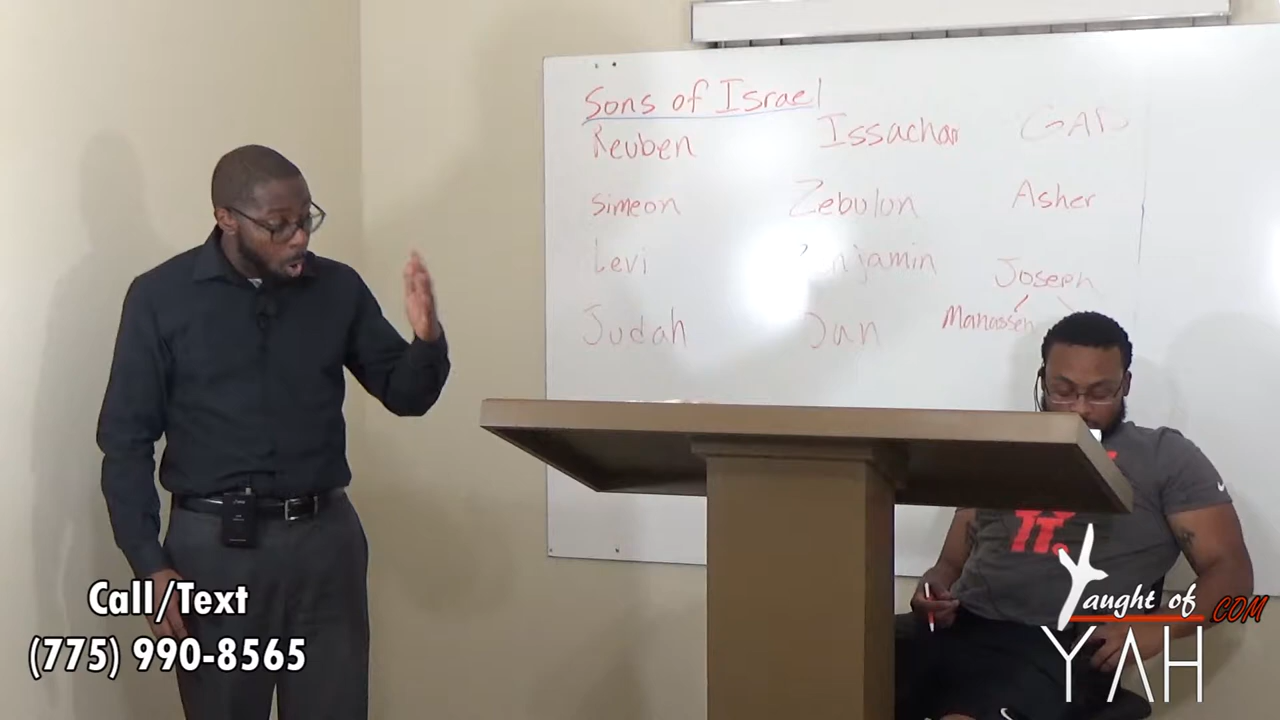 Sons of Israel
Reuben
Issachar
GAD
Simeon
Zebulon
Asher
Levi
Joseph
Judah
Dan
Manasseh
Call/Text
(775) 990-8565
Taught of .COM
YAH